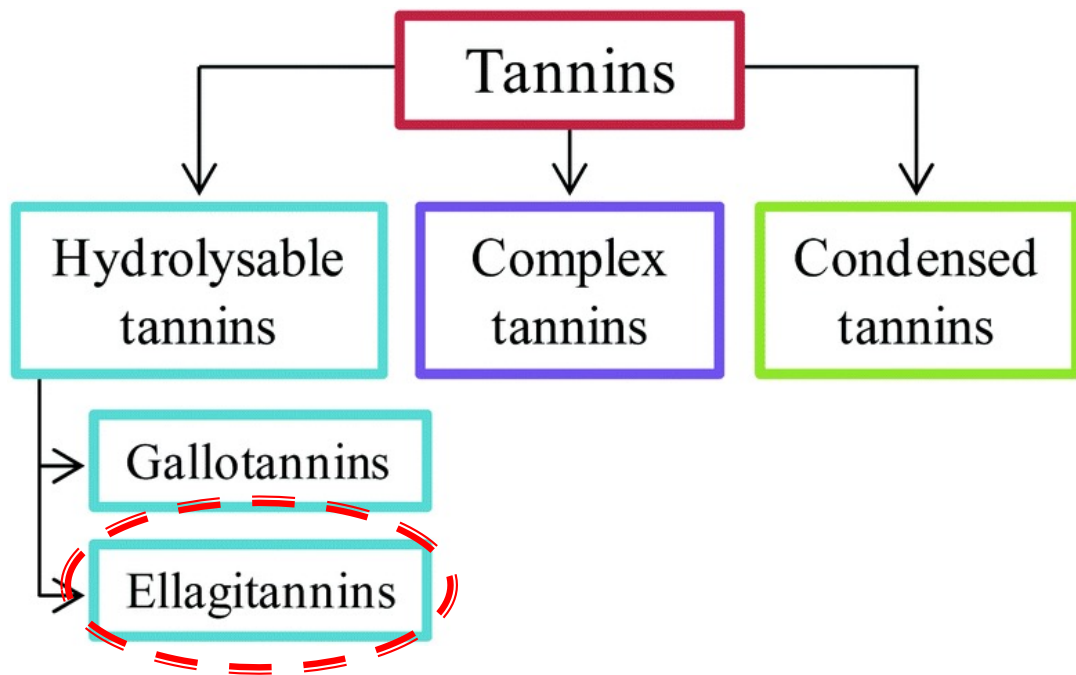 Tannins
Hydrolysable
tannins
Complex
tannins
Condensed
tannins
Gallotannins
Ellagitannins